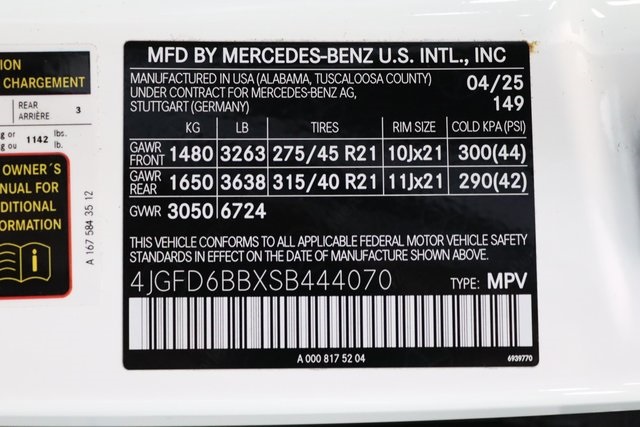 ION
CHARGEMENT
REAR
ARRIÈRE
3
g or
g ou
1142
lbs.
lb.
OWNER´S
NUAL FOR
DITIONAL
ORMATION
A 167 584 35 12
MFD BY MERCEDES-BENZ U.S. INTL., INC
MANUFACTURED IN USA (ALABAMA, TUSCALOOSA COUNTY)
UNDER CONTRACT FOR MERCEDES-BENZ AG,
STUTTGART (GERMANY)
04/25
149
KG LB TIRES RIM SIZE COLD KPA (PSI)
GAWR
FRONT 1480 3263 275/45 R21 10Jx21 300(44)
GAWR
REAR 1650 3638 315/40 R21 11Jx21 290(42)
GVWR 3050 6724
THIS VEHICLE CONFORMS TO ALL APPLICABLE FEDERAL MOTOR VEHICLE SAFETY
STANDARDS IN EFFECT ON THE DATE OF MANUFACTURE SHOWN ABOVE.
4JGFD6BBXSB444070 TYPE: MPV
A 000 817 52 04
6939770